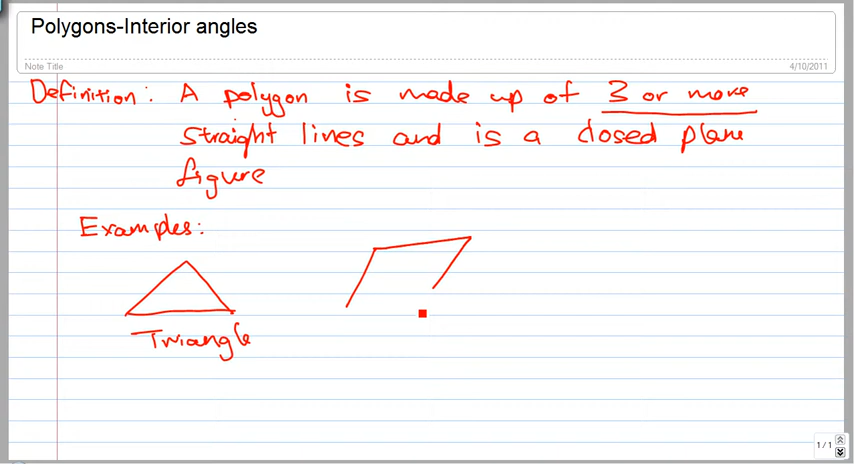 Polygons-Interior angles
Note Title
4/10/2011
Definition: A polygon is made up of 3 or more
straight lines and is a closed plane
figure
Examples:
Triangle
1 / 1